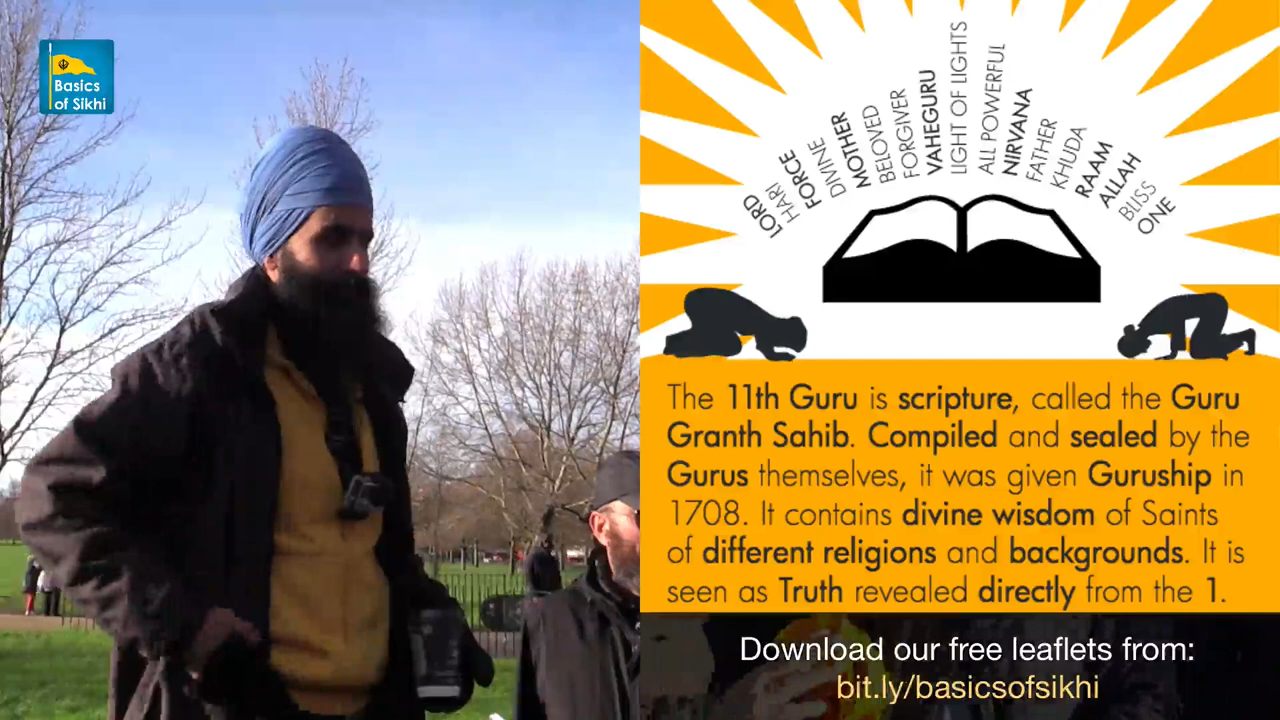 Basics
of Sikhi
LORD
HARI
FORCE
DIVINE
MOTHER
BELOVED
FORGIVER
VAHEGURU
LIGHT OF LIGHTS
ALL POWERFUL
NIRVANA
FATHER
KHUDA
RAAM
ALLAH
BLISS
ONE
The 11th Guru is scripture, called the Guru
Granth Sahib. Compiled and sealed by the
Gurus themselves, it was given Guruship in
1708. It contains divine wisdom of Saints
of different religions and backgrounds. It is
seen as Truth revealed directly from the 1.
Download our free leaflets from:
bit.ly/basicsofsikhi